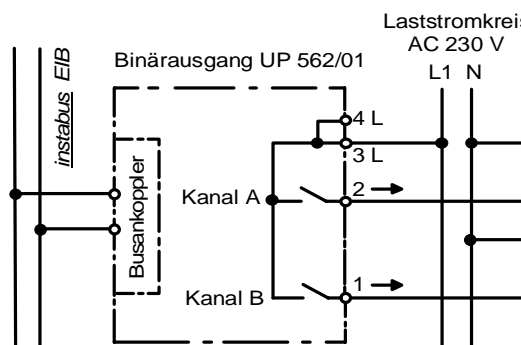 Laststromkreis
AC 230 V
L1 N
Binärausgang UP 562/01
instabus EIB
4 L
3 L
Busankoppler
Kanal A
2
Kanal B
1